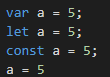 var a = 5;
let a = 5;
const a = 5;
a = 5